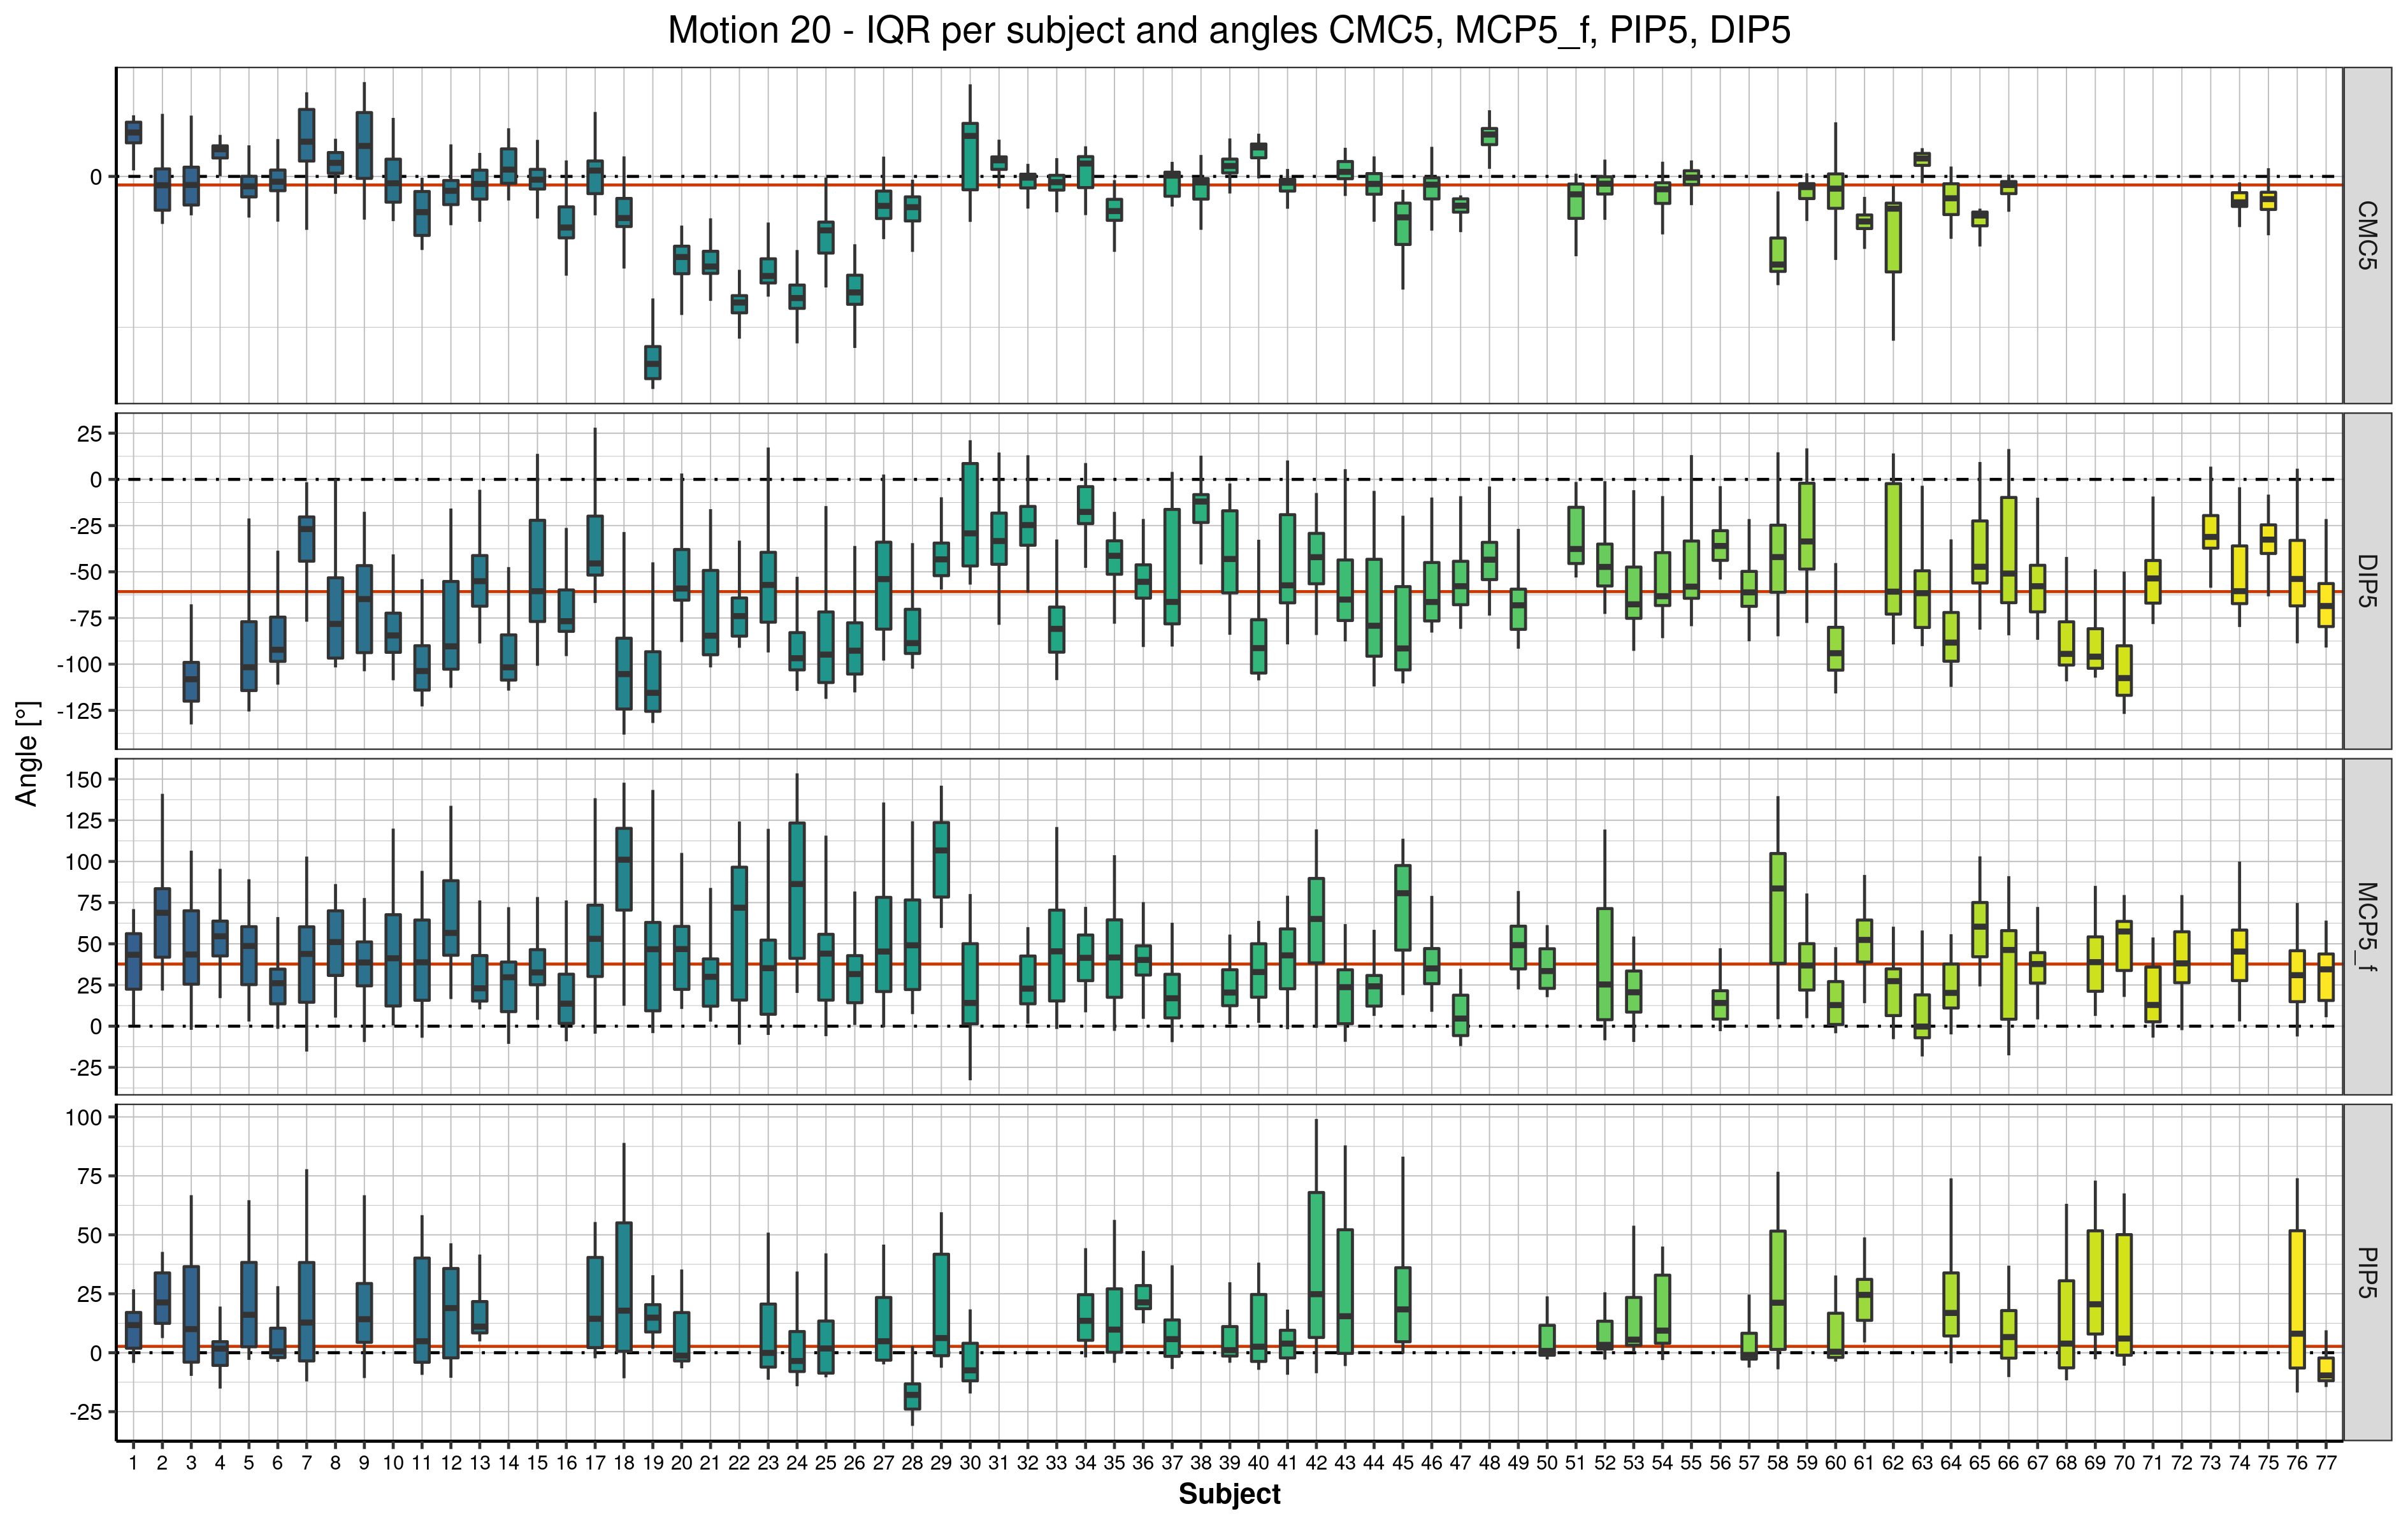 Motion 20 - IQR per subject and angles CMC5, MCP5_f, PIP5, DIP5
Angle [°]
0
CMC5
25
0
-25
-50
-75
-100
-125
DIP5
150
125
100
75
50
25
0
-25
MCP5_f
100
75
50
25
0
-25
PIP5
1 2 3 4 5 6 7 8 9 10 11 12 13 14 15 16 17 18 19 20 21 22 23 24 25 26 27 28 29 30 31 32 33 34 35 36 37 38 39 40 41 42 43 44 45 46 47 48 49 50 51 52 53 54 55 56 57 58 59 60 61 62 63 64 65 66 67 68 69 70 71 72 73 74 75 76 77
Subject